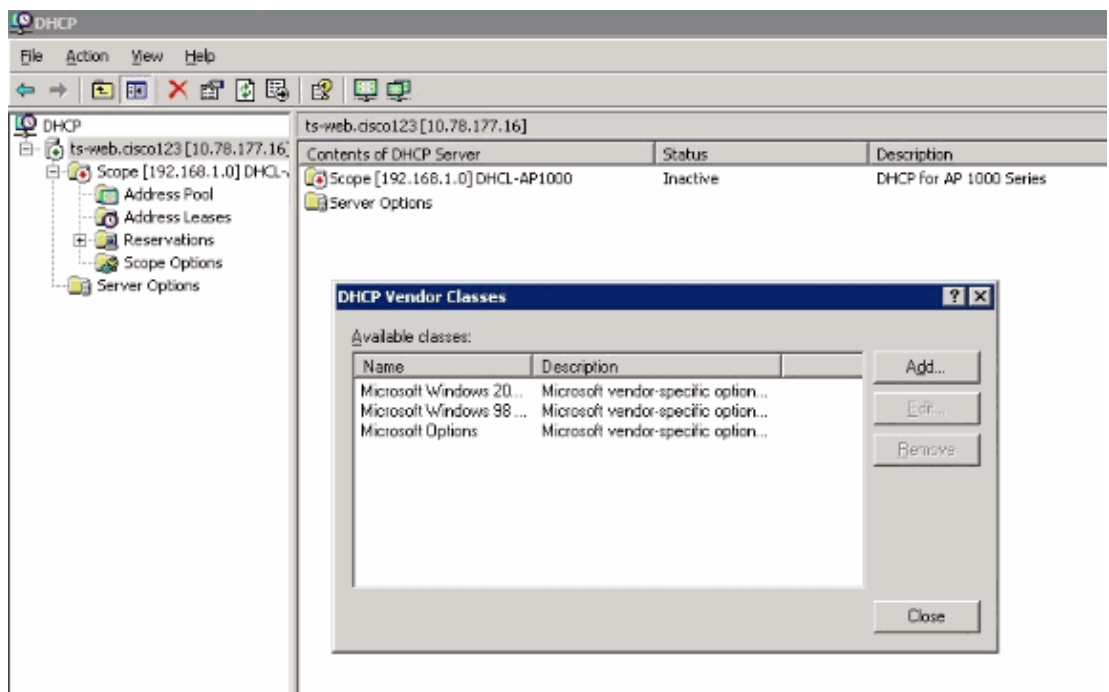 DHCP
File Action View Help
DHCP
ts-web.cisco123 [10.78.177.16]
Scope [192.168.1.0] DHCL-
Address Pool
Address Leases
Reservations
Scope Options
Server Options
ts-web.cisco123 [10.78.177.16]
Contents of DHCP Server Status Description
Scope [192.168.1.0] DHCL-AP1000 Inactive DHCP for AP 1000 Series
Server Options
DHCP Vendor Classes
Available classes:
Name Description
Microsoft Windows 20... Microsoft vendor-specific option...
Microsoft Windows 98 ... Microsoft vendor-specific option...
Microsoft Options Microsoft vendor-specific option...
Add...
Edit...
Remove
Close